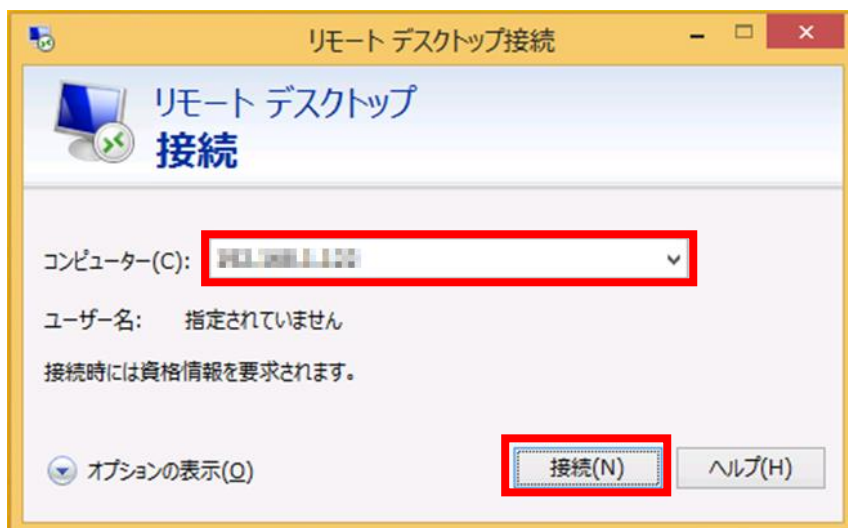 リモート デスクトップ接続
リモート デスクトップ
接続
コンピューター(C):
ユーザー名: 指定されていません
接続時には資格情報を要求されます。
オプションの表示(O) 接続(N) ヘルプ(H)